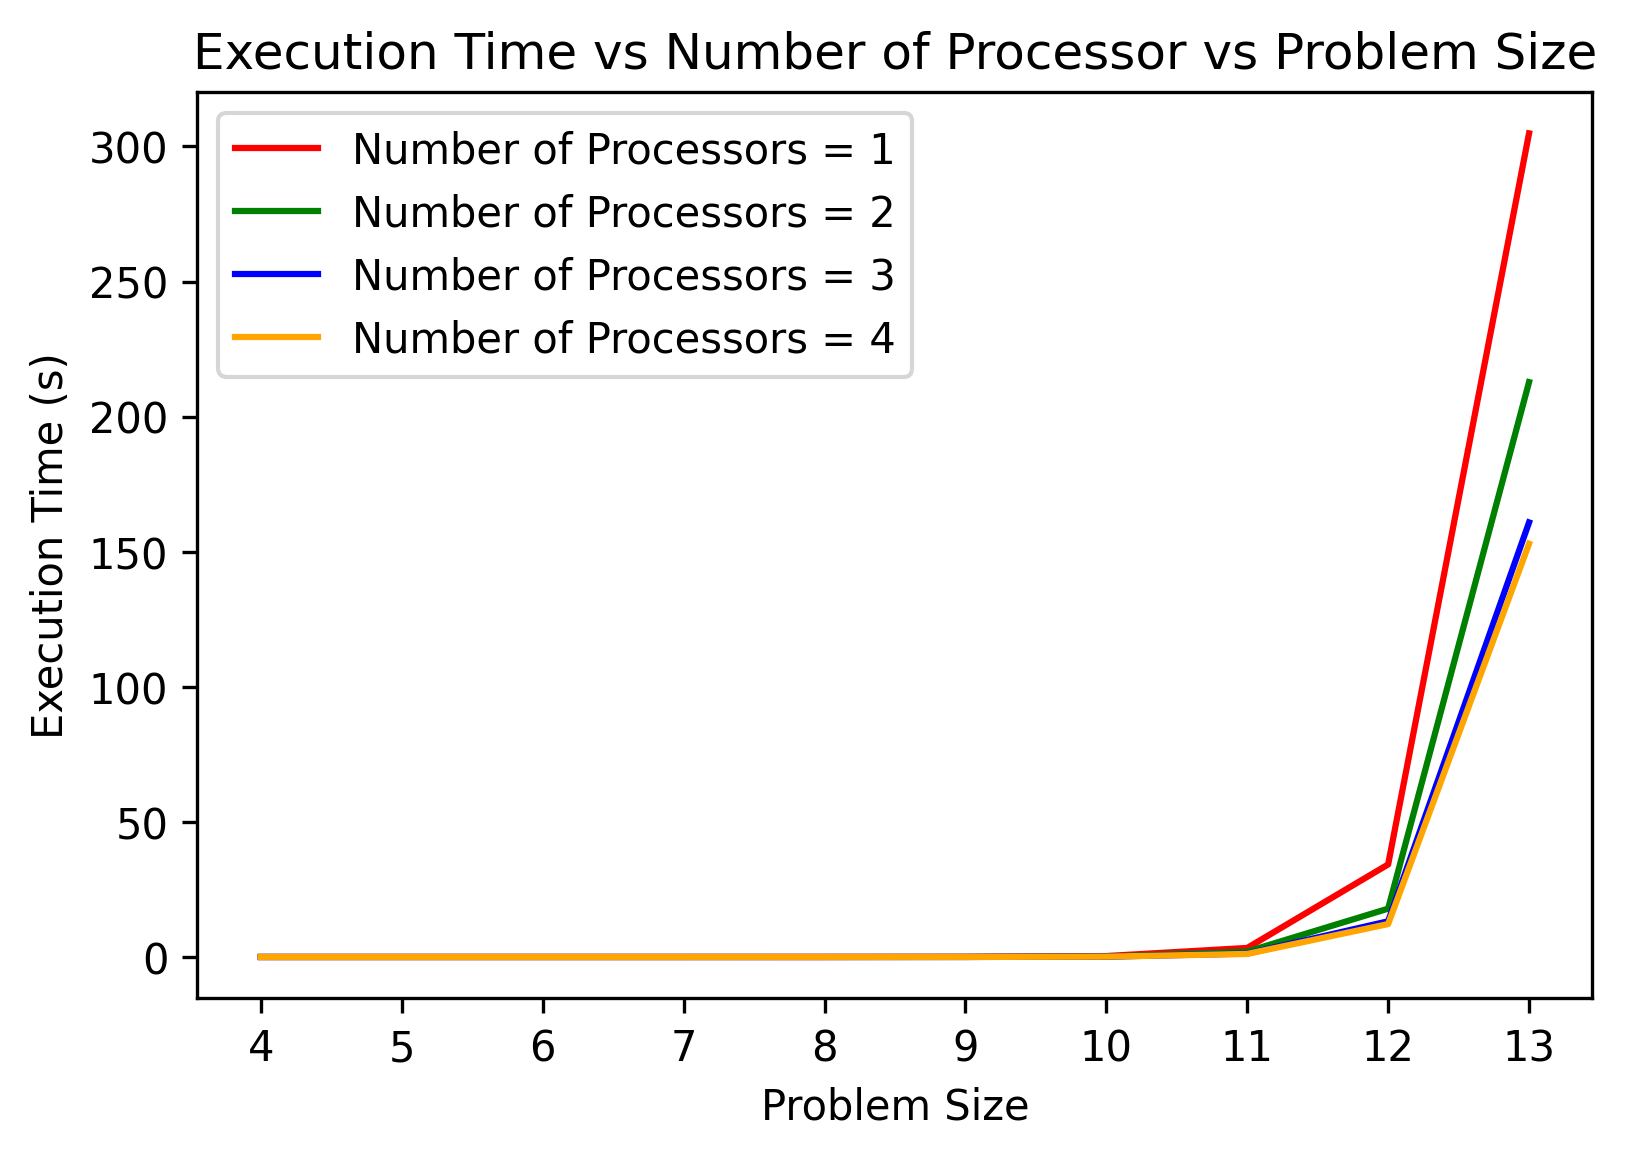 Execution Time vs Number of Processor vs Problem Size
Number of Processors = 1
Number of Processors = 2
Number of Processors = 3
Number of Processors = 4
Execution Time (s)
300
250
200
150
100
50
0
4 5 6 7 8 9 10 11 12 13
Problem Size